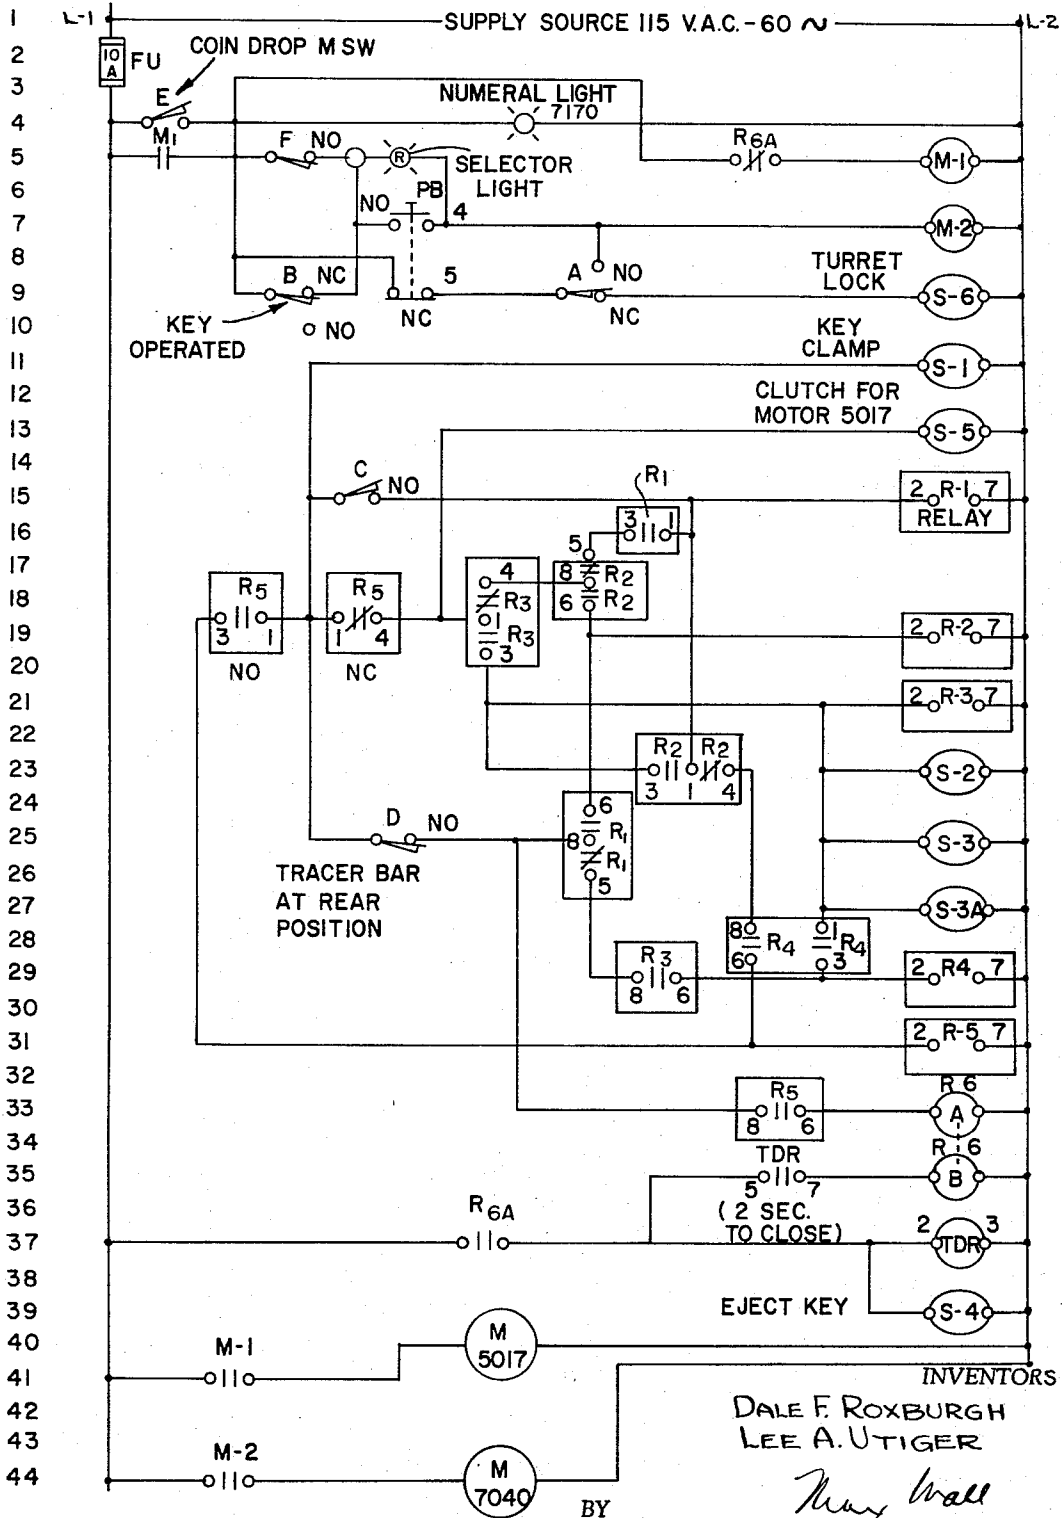 1 L-1 SUPPLY SOURCE 115 V.A.C.-60 ~ L-2
2 10 A FU COIN DROP M SW
3 NUMERAL LIGHT
4 E 7170
5 M1 F NO R SELECTOR LIGHT R6A M-1
6 PB
7 NO 4 M-2
8 TURRET LOCK
9 B NC 5 A NO S-6
10 KEY OPERATED NO NC NC KEY CLAMP
11 S-1
12 CLUTCH FOR MOTOR 5017
13 S-5
14
15 C NO R1 2 R-1 7
16 3 1 RELAY
17 5 8 R2
18 R5 R5 4 R3 6 R2
19 3 1 1 4 1 R3 3 2 R-2 7
20 NO NC
21 2 R-3 7
22
23 R2 R2 3 1 4 S-2
24 6
25 D NO 8 R1 S-3
26 TRACER BAR R1 5
27 AT REAR S-3A
28 POSITION 8 R4 1 R4
29 R3 8 6 6 3 2 R4 7
30
31 2 R-5 7
32 R 6
33 R5 8 6 A
34 TDR R 6
35 5 7 B
36 R6A (2 SEC.
37 TO CLOSE) 2 TDR 3
38
39 EJECT KEY S-4
40 M-1 M 5017
41 INVENTORS
42 DALE F. ROXBURGH
43 M-2 LEE A. UTIGER
44 M 7040
BY Max Wall